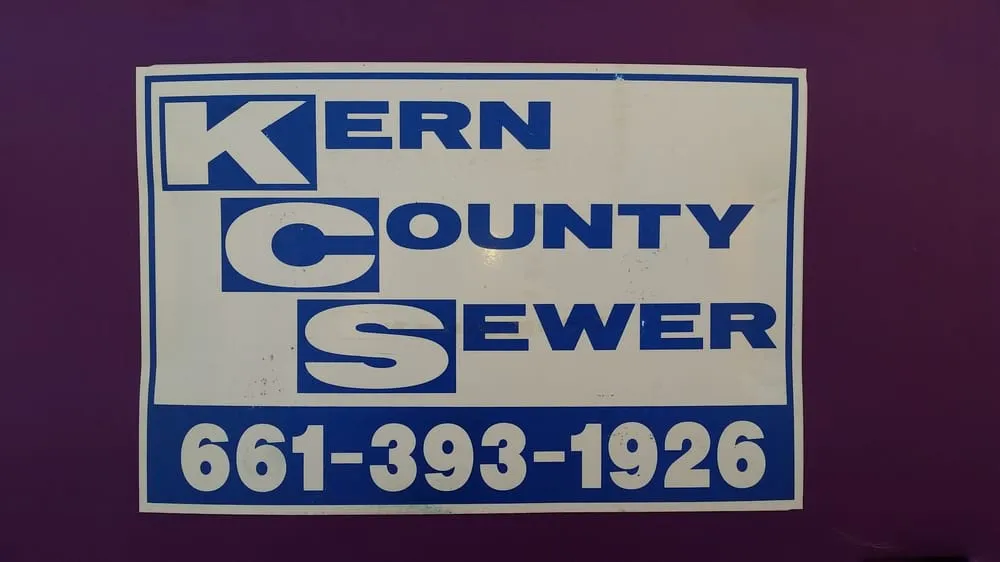 KERN
COUNTY
SEWER
661-393-1926